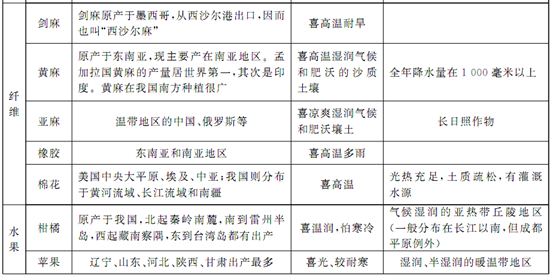 纤维
剑麻
剑麻原产于墨西哥，从西沙尔港出口，因而
也叫“西沙尔麻”
喜高温耐旱
黄麻
原产于东南亚，现主要产在南亚地区。孟
加拉国黄麻的产量居世界第一，其次是印
度。黄麻在我国南方种植很广
喜高温湿润气候
和肥沃的沙质
土壤
全年降水量在1 000毫米以上
亚麻
温带地区的中国、俄罗斯等
喜凉爽湿润气候
和肥沃壤土
长日照作物
橡胶
东南亚和南亚地区
喜高温多雨
棉花
美国中央大平原、埃及、中亚；我国则分布
于黄河流域、长江流域和南疆
喜高温
光热充足，土质疏松，有灌溉
水源
水果
柑橘
原产于我国，北起秦岭南麓，南到雷州半
岛，西起藏南察隅，东到台湾岛都有出产
喜温润，怕寒冷
气候湿润的亚热带丘陵地区
（一般分布在长江以南，但成都
平原例外）
苹果
辽宁、山东、河北、陕西、甘肃出产最多
喜光、较耐寒
湿润、半湿润的暖温带地区